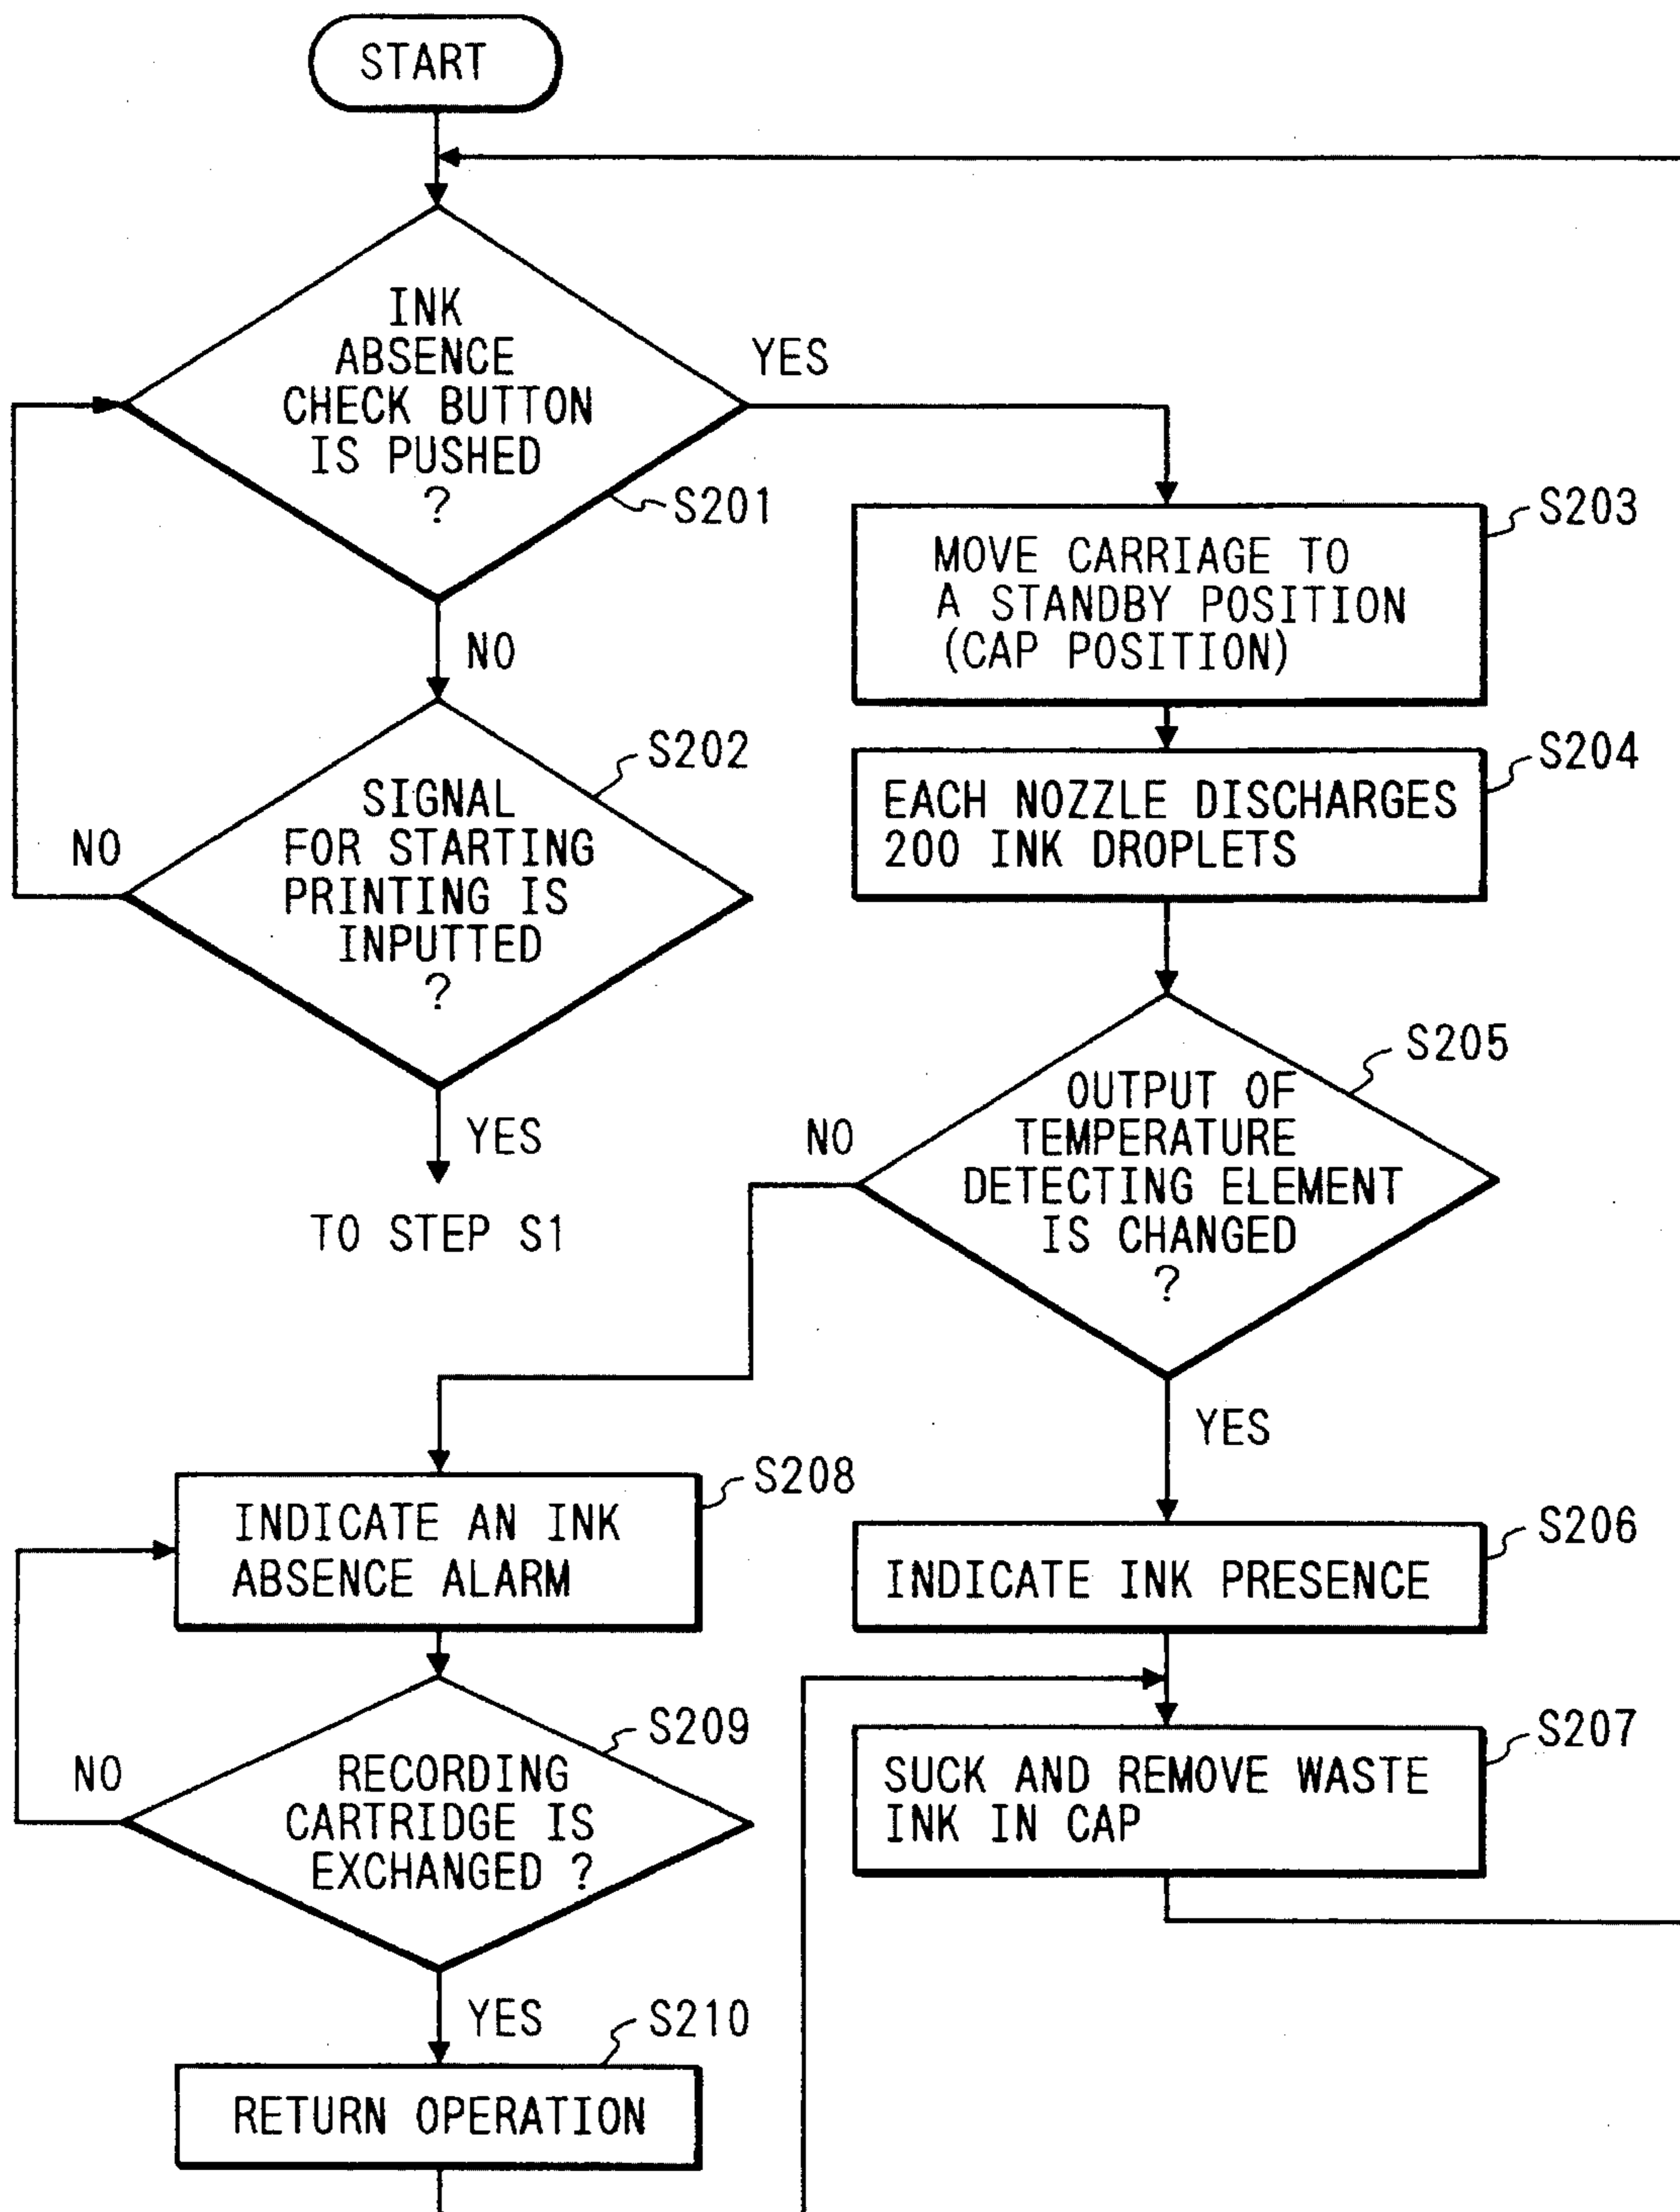 START
INK
ABSENCE
CHECK BUTTON
IS PUSHED
?
YES
S201
NO
S202
SIGNAL
FOR STARTING
PRINTING IS
INPUTTED
?
NO
YES
TO STEP S1
S203
MOVE CARRIAGE TO
A STANDBY POSITION
(CAP POSITION)
S204
EACH NOZZLE DISCHARGES
200 INK DROPLETS
S205
OUTPUT OF
TEMPERATURE
DETECTING ELEMENT
IS CHANGED
?
NO
YES
S206
INDICATE INK PRESENCE
S207
SUCK AND REMOVE WASTE
INK IN CAP
S208
INDICATE AN INK
ABSENCE ALARM
S209
RECORDING
CARTRIDGE IS
EXCHANGED ?
NO
YES
S210
RETURN OPERATION